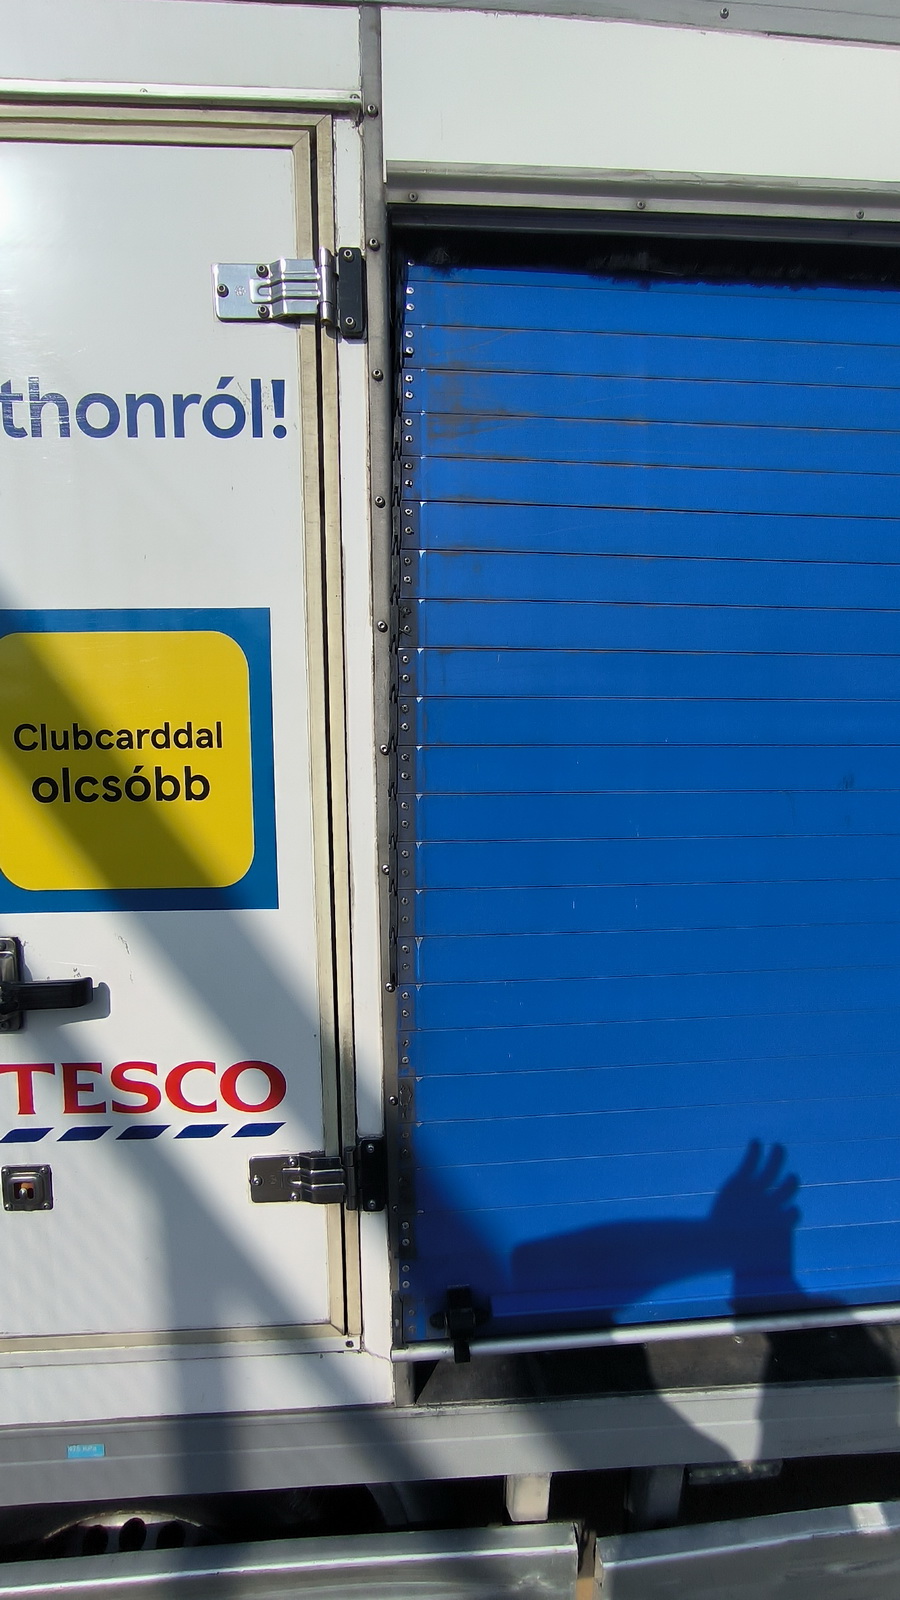 thonról!
Clubcarddal
olcsóbb
TESCO